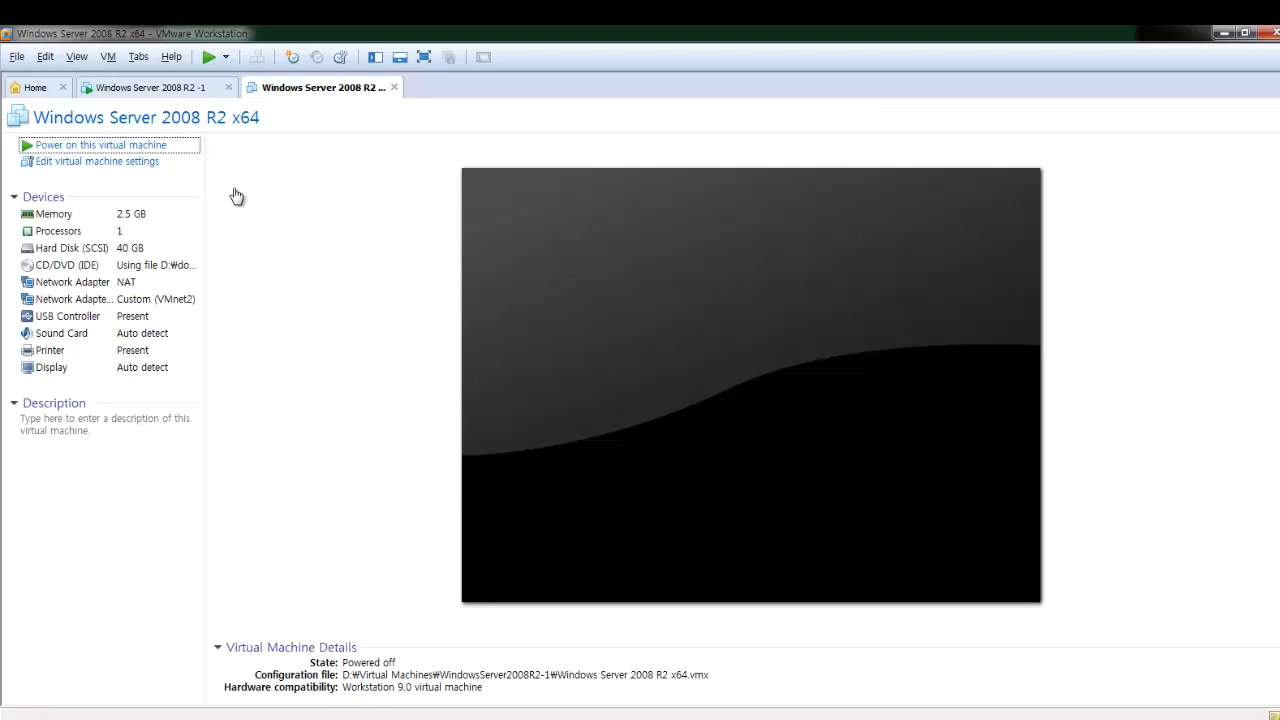 Windows Server 2008 R2 x64 - VMware Workstation
File Edit View VM Tabs Help
Home Windows Server 2008 R2 -1 Windows Server 2008 R2 ...
Windows Server 2008 R2 x64
Power on this virtual machine
Edit virtual machine settings
Devices
Memory 2.5 GB
Processors 1
Hard Disk (SCSI) 40 GB
CD/DVD (IDE) Using file D:₩do...
Network Adapter NAT
Network Adapte... Custom (VMnet2)
USB Controller Present
Sound Card Auto detect
Printer Present
Display Auto detect
Description
Type here to enter a description of this
virtual machine.
Virtual Machine Details
State: Powered off
Configuration file: D:₩Virtual Machines₩WindowsServer2008R2-1₩Windows Server 2008 R2 x64.vmx
Hardware compatibility: Workstation 9.0 virtual machine